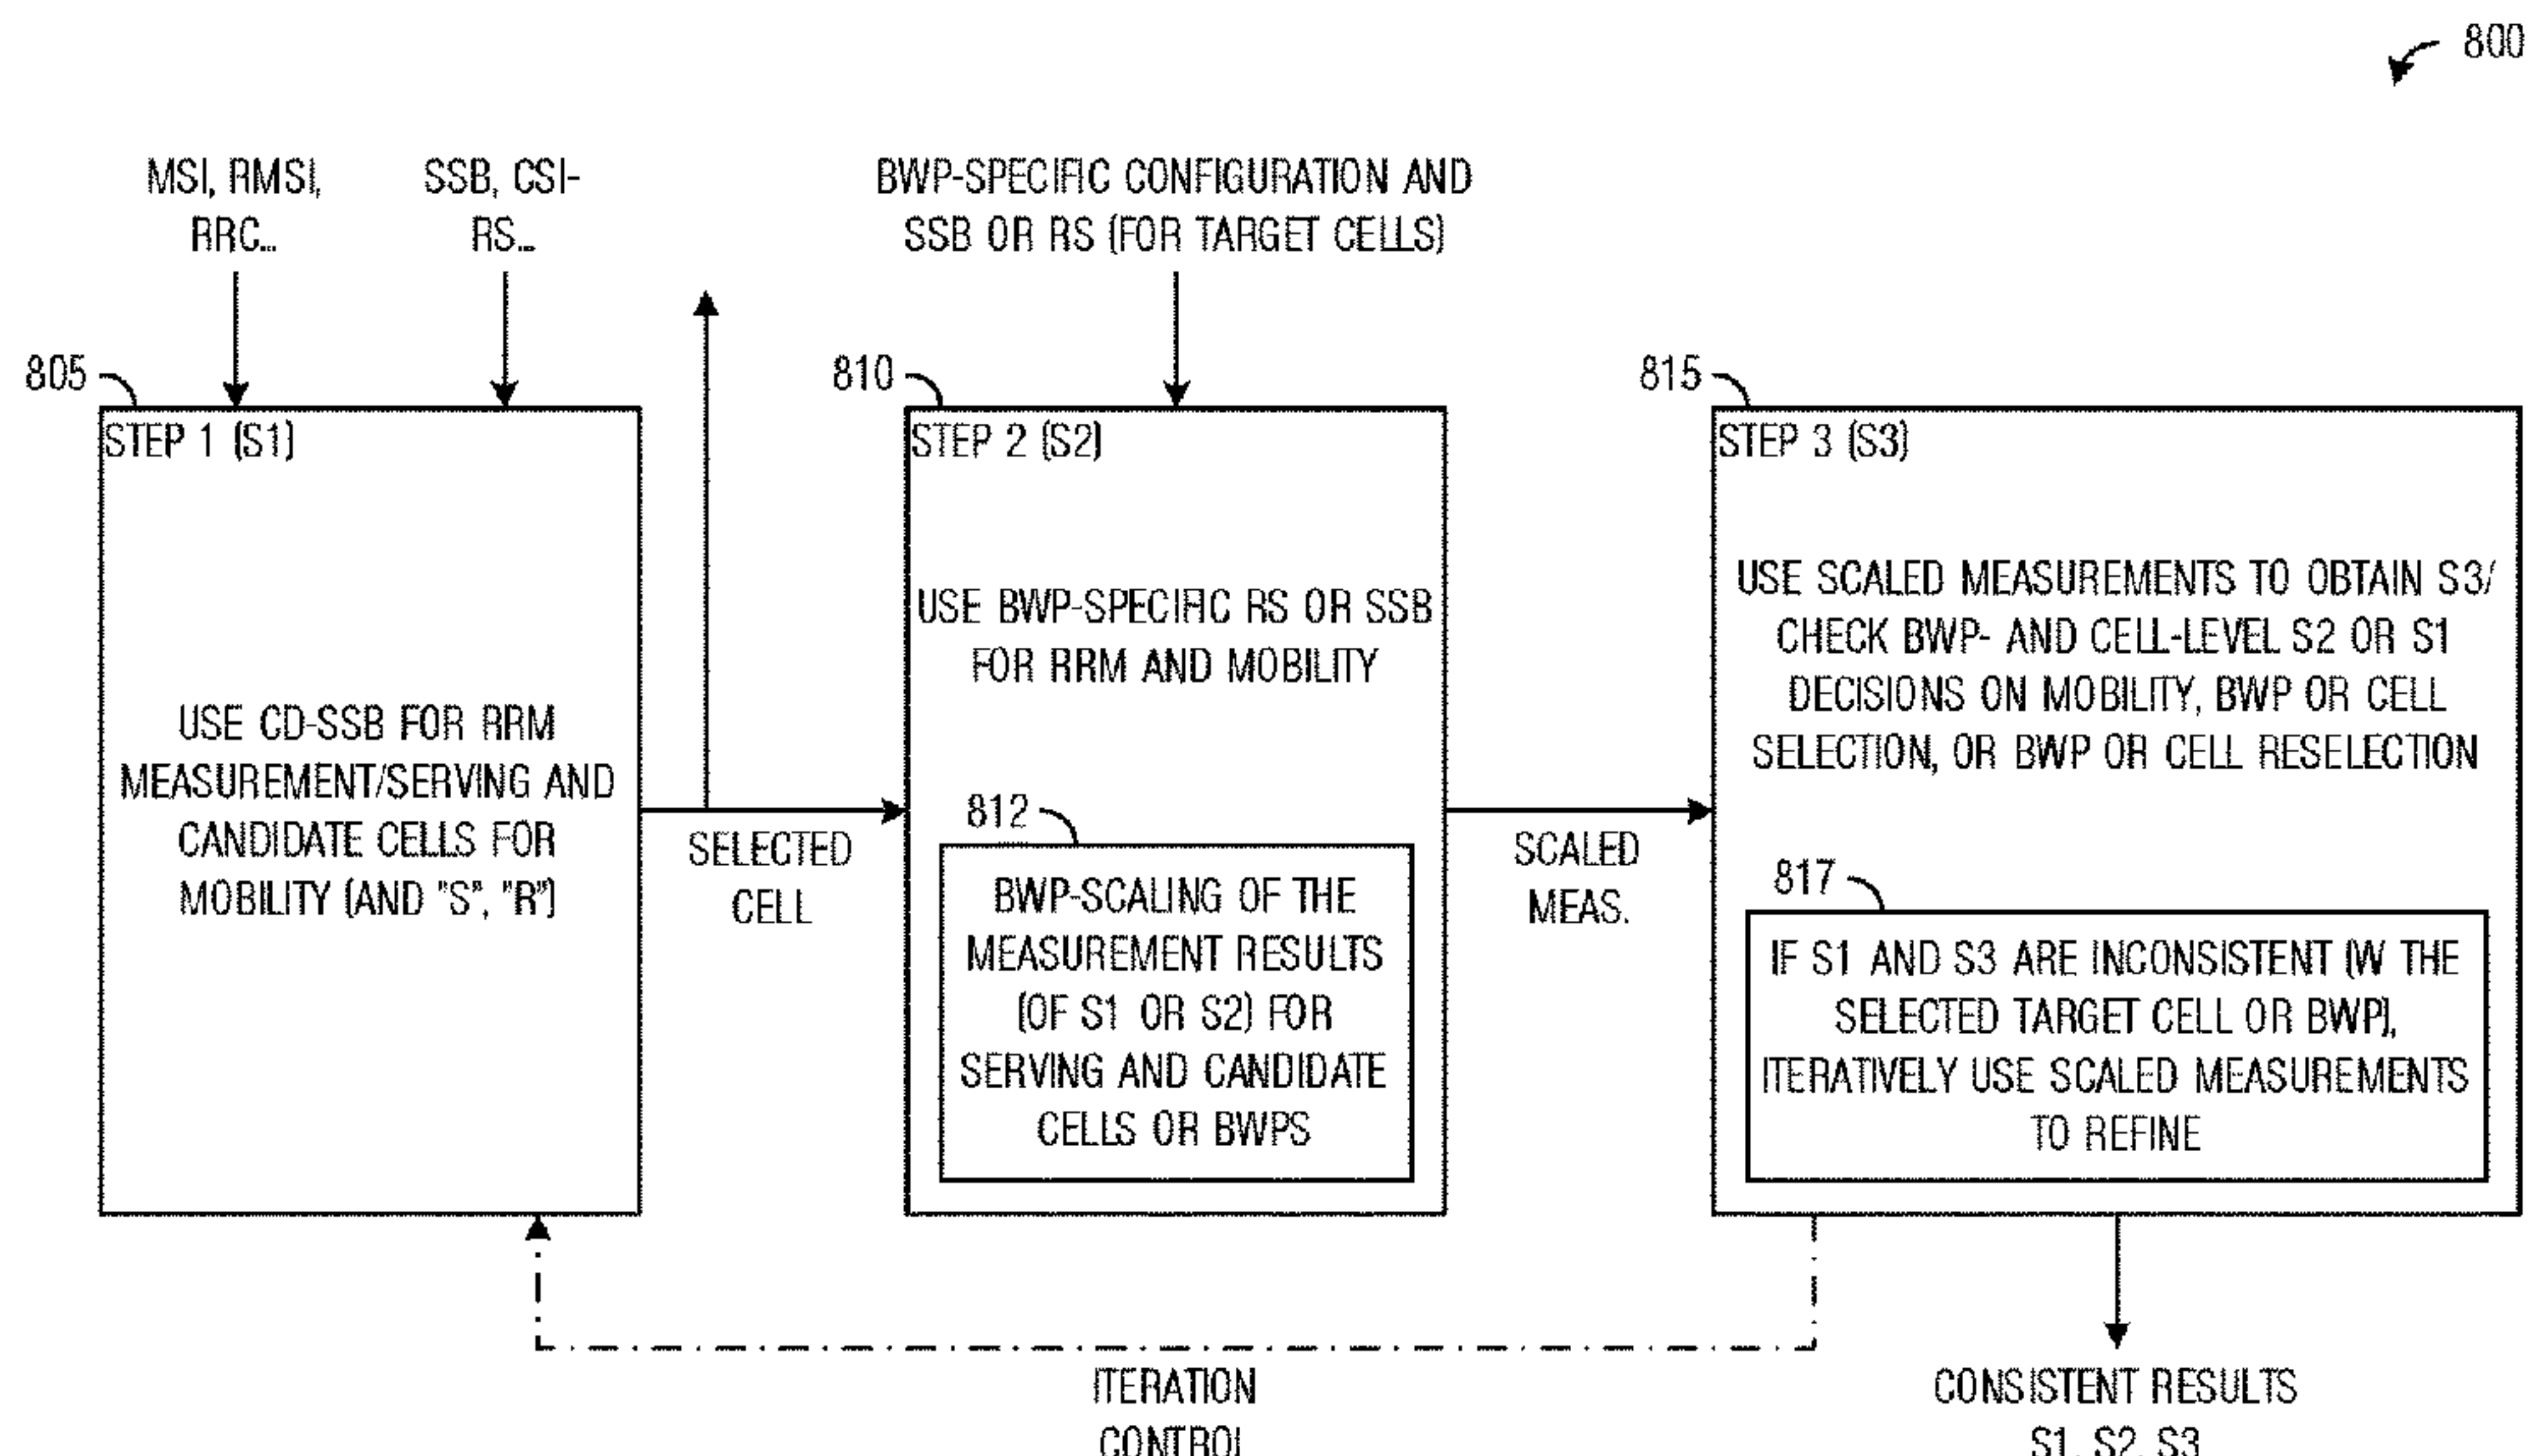 800
MSI, RMSI,
RRC...
SSB, CSI-
RS...
BWP-SPECIFIC CONFIGURATION AND
SSB OR RS (FOR TARGET CELLS)
805
STEP 1 (S1)
USE CD-SSB FOR RRM
MEASUREMENT/SERVING AND
CANDIDATE CELLS FOR
MOBILITY (AND "S", "R")
SELECTED
CELL
810
STEP 2 (S2)
USE BWP-SPECIFIC RS OR SSB
FOR RRM AND MOBILITY
812
BWP-SCALING OF THE
MEASUREMENT RESULTS
(OF S1 OR S2) FOR
SERVING AND CANDIDATE
CELLS OR BWPS
SCALED
MEAS.
815
STEP 3 (S3)
USE SCALED MEASUREMENTS TO OBTAIN S3/
CHECK BWP- AND CELL-LEVEL S2 OR S1
DECISIONS ON MOBILITY, BWP OR CELL
SELECTION, OR BWP OR CELL RESELECTION
817
IF S1 AND S3 ARE INCONSISTENT (W THE
SELECTED TARGET CELL OR BWP),
ITERATIVELY USE SCALED MEASUREMENTS
TO REFINE
ITERATION
CONTROL
CONSISTENT RESULTS
S1, S2, S3